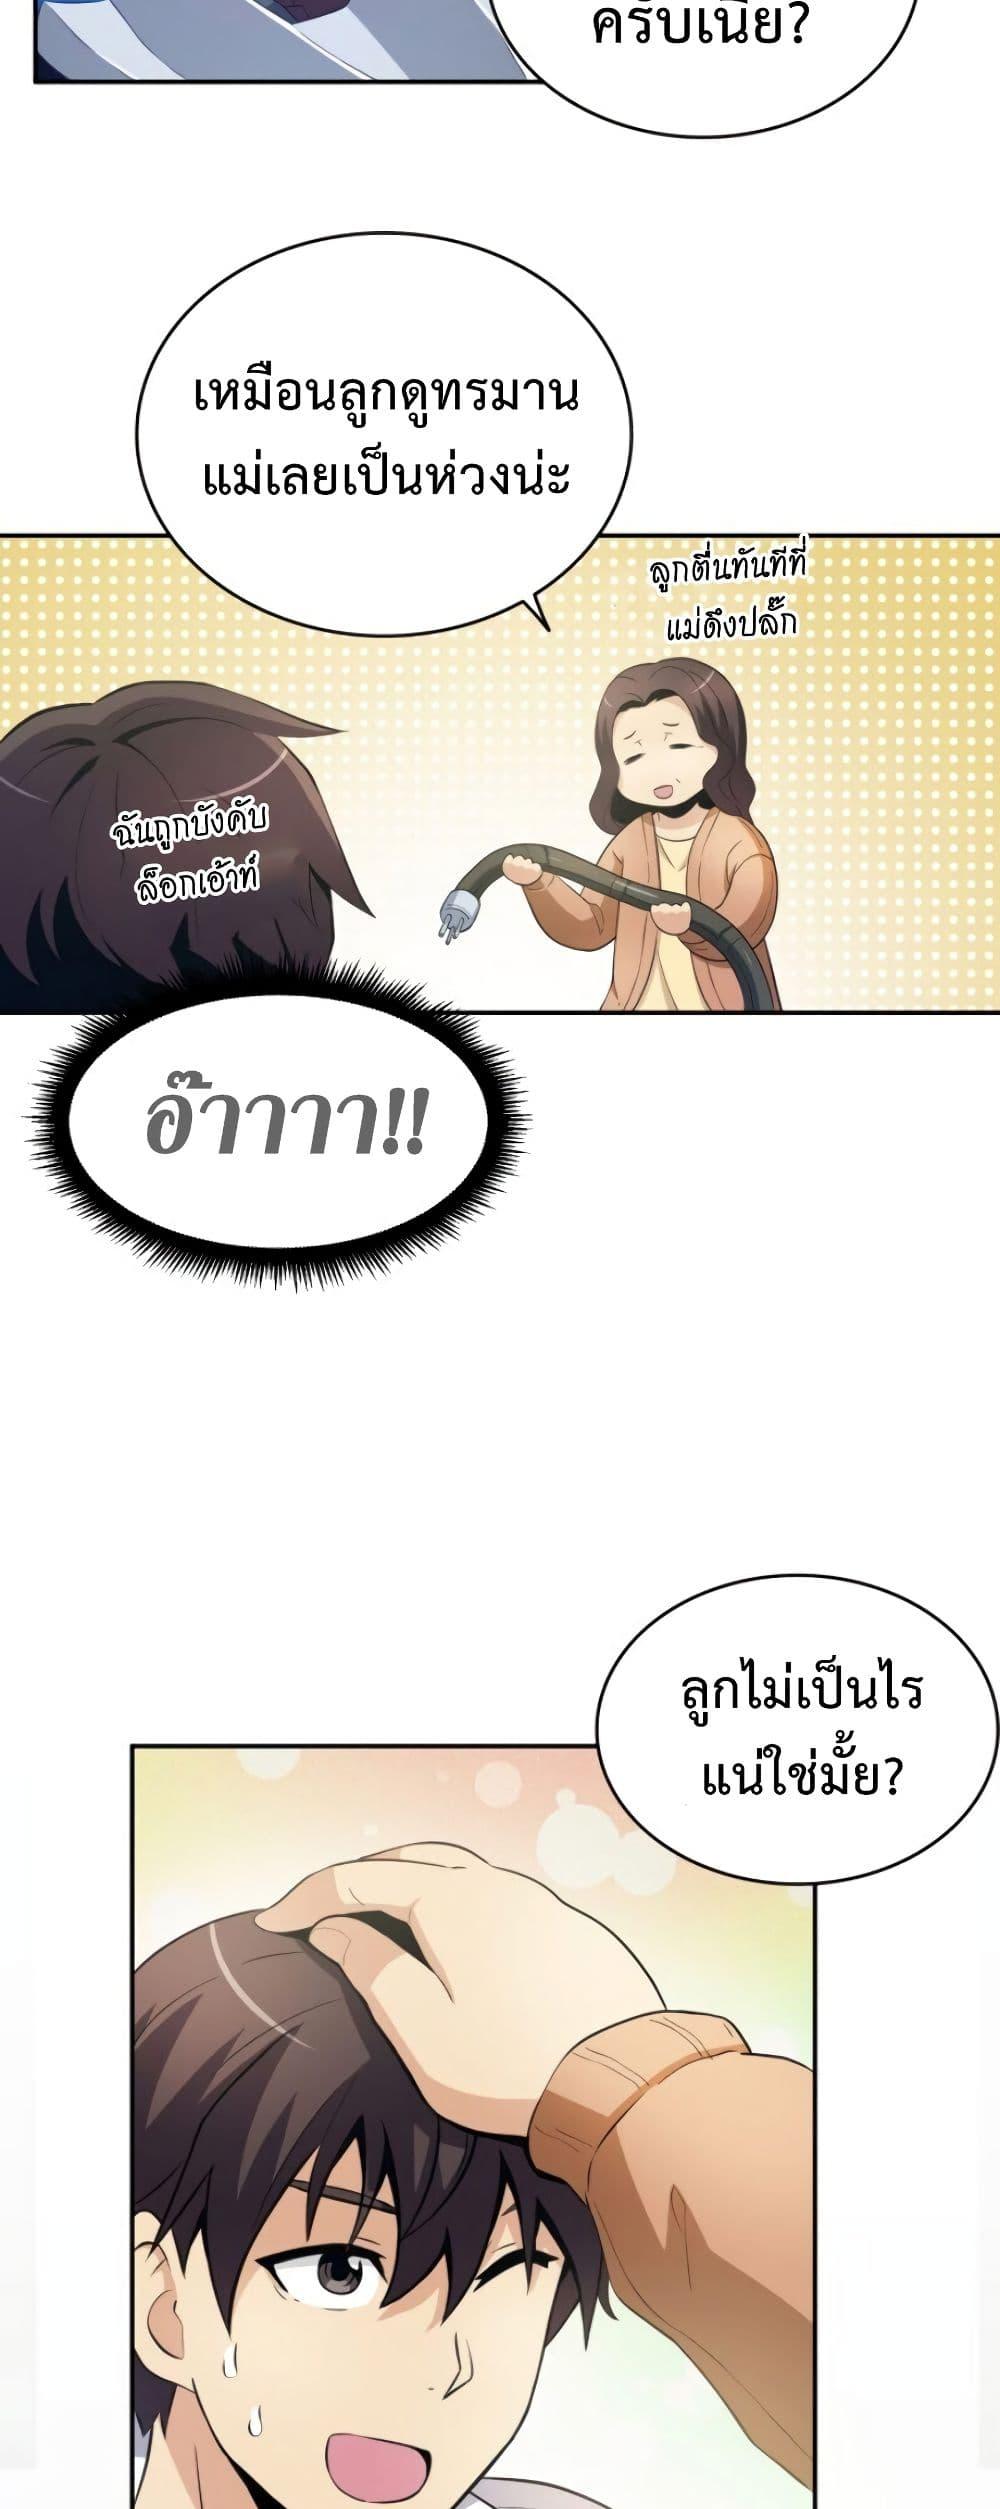 ครับเนี่ย?
เหมือนลูกดูทรมาน
แม่เลยเป็นห่วงน่ะ
ลูกตื่นทันทีที่
แม่ดึงปลั๊ก
ฉันถูกบังคับ
ล็อกเอ้าท์
อ๊าาาา!!
ลูกไม่เป็นไร
แน่ใช่มั้ย?